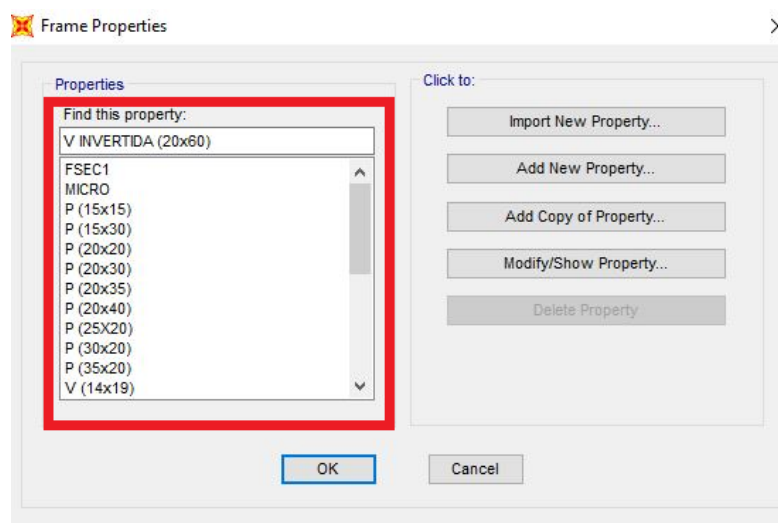 Frame Properties
Properties
Find this property:
V INVERTIDA (20x60)
FSEC1
MICRO
P (15x15)
P (15x30)
P (20x20)
P (20x30)
P (20x35)
P (20x40)
P (25X20)
P (30x20)
P (35x20)
V (14x19)
Click to:
Import New Property...
Add New Property...
Add Copy of Property...
Modify/Show Property...
Delete Property
OK
Cancel